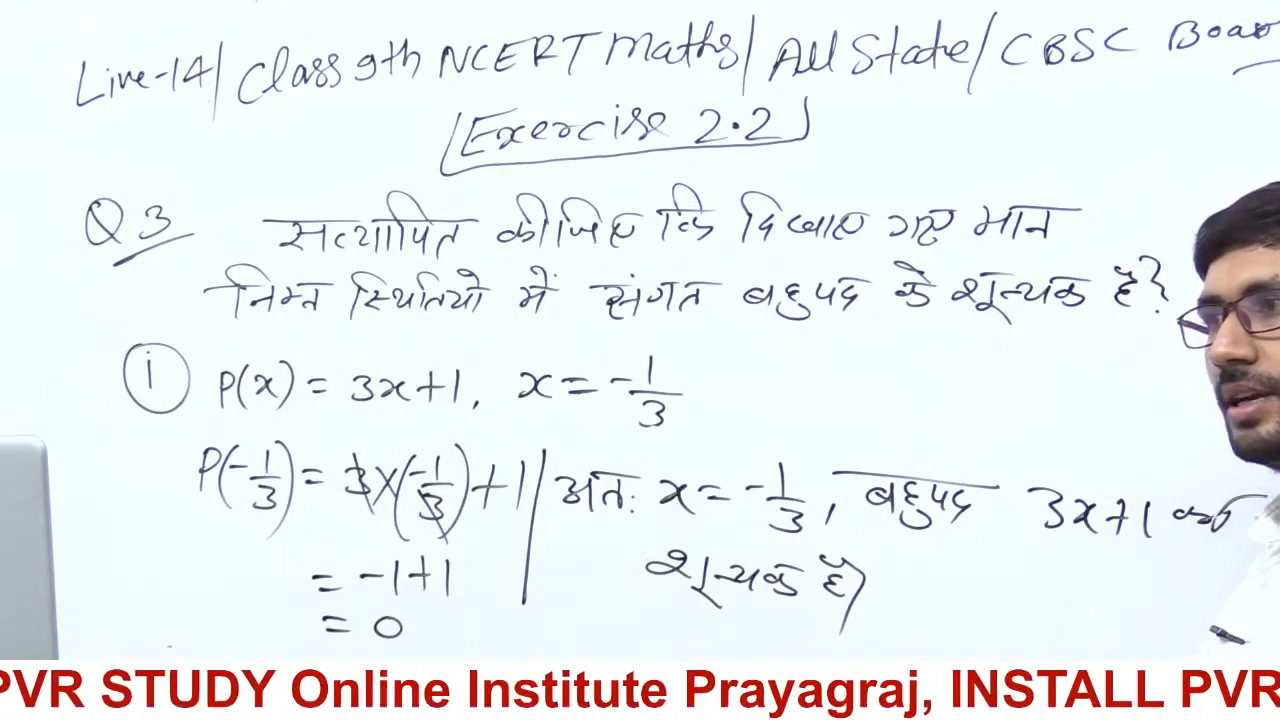 Live-14/ Class 9th NCERT Maths/ All State/ CBSC Boar
Exercise 2.2
Q 3 सत्यापित कीजिए कि दिखाए गए मान
निम्न स्थितियों में संगत बहुपद के शून्यक है?
i P(x) = 3x+1, x = -1/3
P(-1/3) = 3×(-1/3)+1 | अतः x = -1/3, बहुपद 3x+1 का
= -1+1 शून्यक है।
= 0
PVR STUDY Online Institute Prayagraj, INSTALL PVR